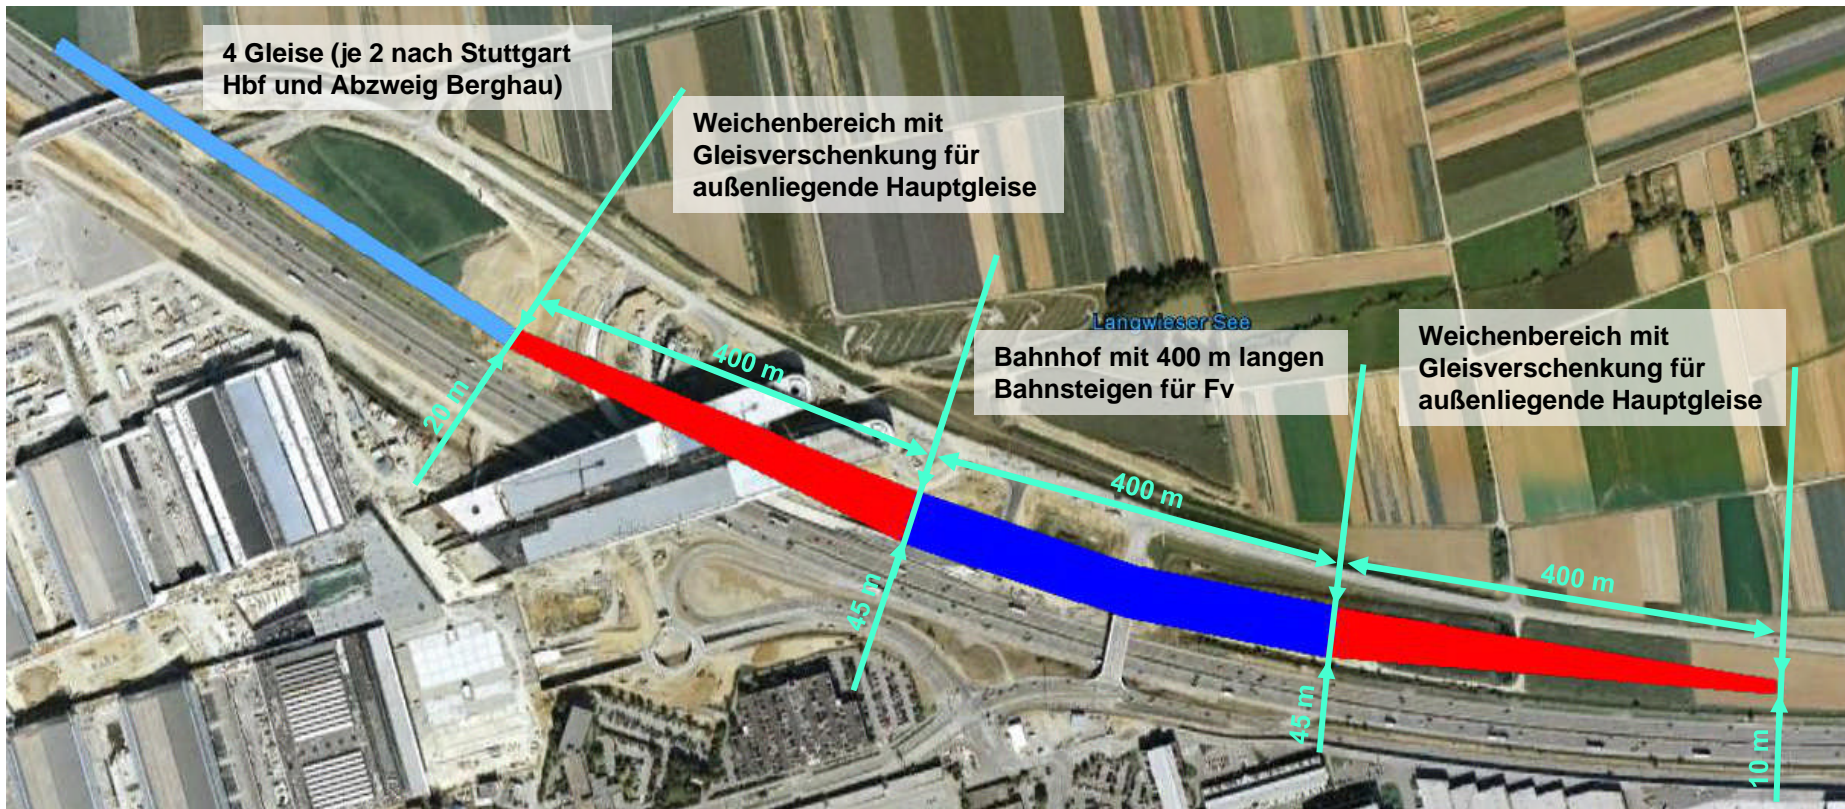 4 Gleise (je 2 nach Stuttgart
Hbf und Abzweig Berghau)
Weichenbereich mit
Gleisverschenkung für
außenliegende Hauptgleise
Langwieser See
Bahnhof mit 400 m langen
Bahnsteigen für Fv
Weichenbereich mit
Gleisverschenkung für
außenliegende Hauptgleise
400 m
400 m
400 m
20 m
45 m
45 m
10 m